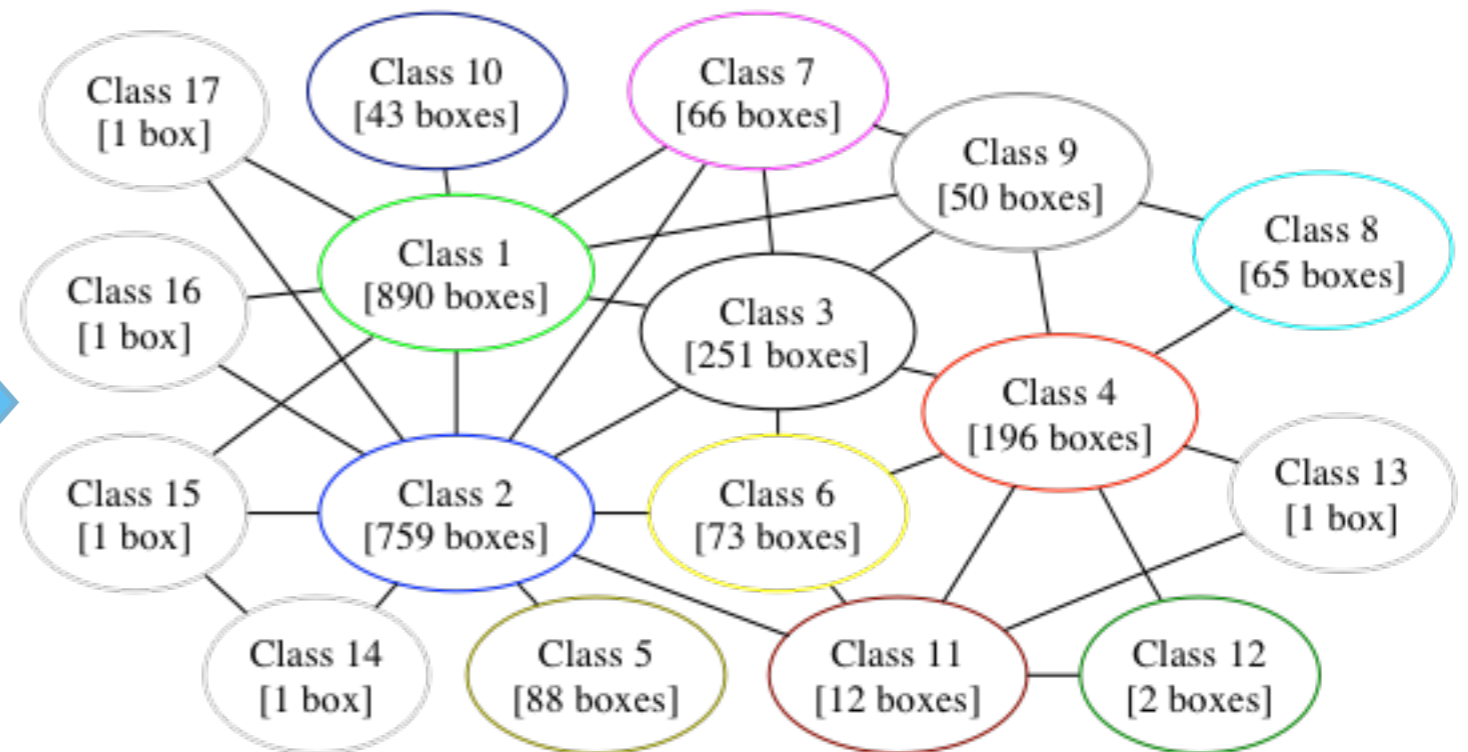 Class 17
[1 box]
Class 10
[43 boxes]
Class 7
[66 boxes]
Class 9
[50 boxes]
Class 8
[65 boxes]
Class 1
[890 boxes]
Class 16
[1 box]
Class 3
[251 boxes]
Class 4
[196 boxes]
Class 15
[1 box]
Class 2
[759 boxes]
Class 6
[73 boxes]
Class 13
[1 box]
Class 14
[1 box]
Class 5
[88 boxes]
Class 11
[12 boxes]
Class 12
[2 boxes]